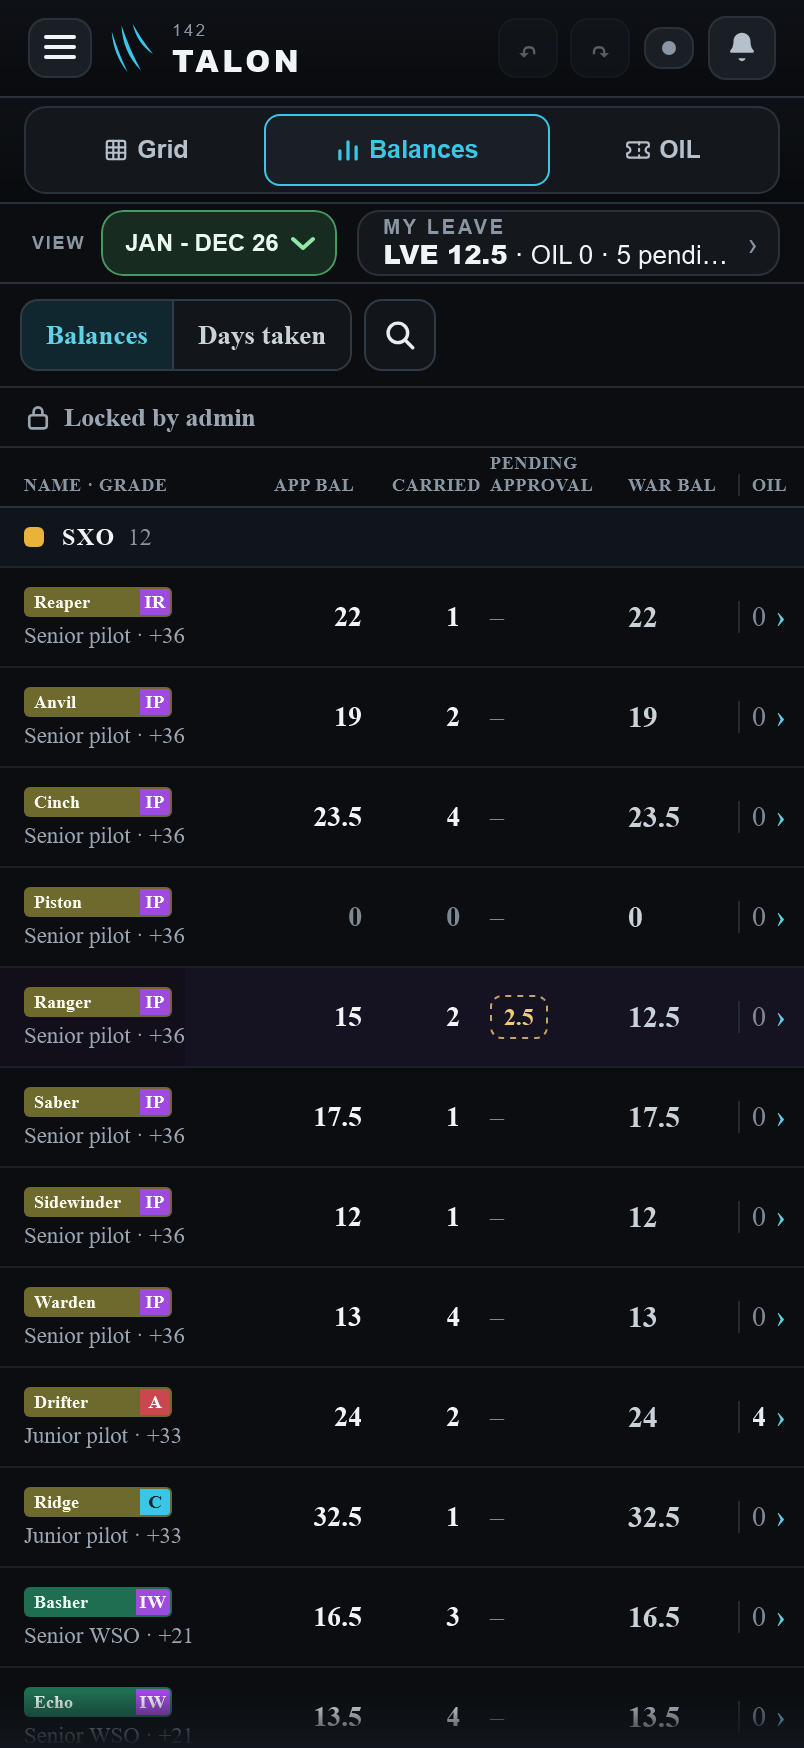 142
TALON
Grid
Balances
OIL
VIEW
JAN - DEC 26
MY LEAVE
LVE 12.5 · OIL 0 · 5 pendi…
Balances
Days taken
Locked by admin
NAME · GRADE APP BAL CARRIED PENDING APPROVAL WAR BAL OIL
SXO 12
Reaper IR
Senior pilot · +36
22 1 – 22 0 ›
Anvil IP
Senior pilot · +36
19 2 – 19 0 ›
Cinch IP
Senior pilot · +36
23.5 4 – 23.5 0 ›
Piston IP
Senior pilot · +36
0 0 – 0 0 ›
Ranger IP
Senior pilot · +36
15 2 2.5 12.5 0 ›
Saber IP
Senior pilot · +36
17.5 1 – 17.5 0 ›
Sidewinder IP
Senior pilot · +36
12 1 – 12 0 ›
Warden IP
Senior pilot · +36
13 4 – 13 0 ›
Drifter A
Junior pilot · +33
24 2 – 24 4 ›
Ridge C
Junior pilot · +33
32.5 1 – 32.5 0 ›
Basher IW
Senior WSO · +21
16.5 3 – 16.5 0 ›
Echo IW
Senior WSO · +21
13.5 4 – 13.5 0 ›